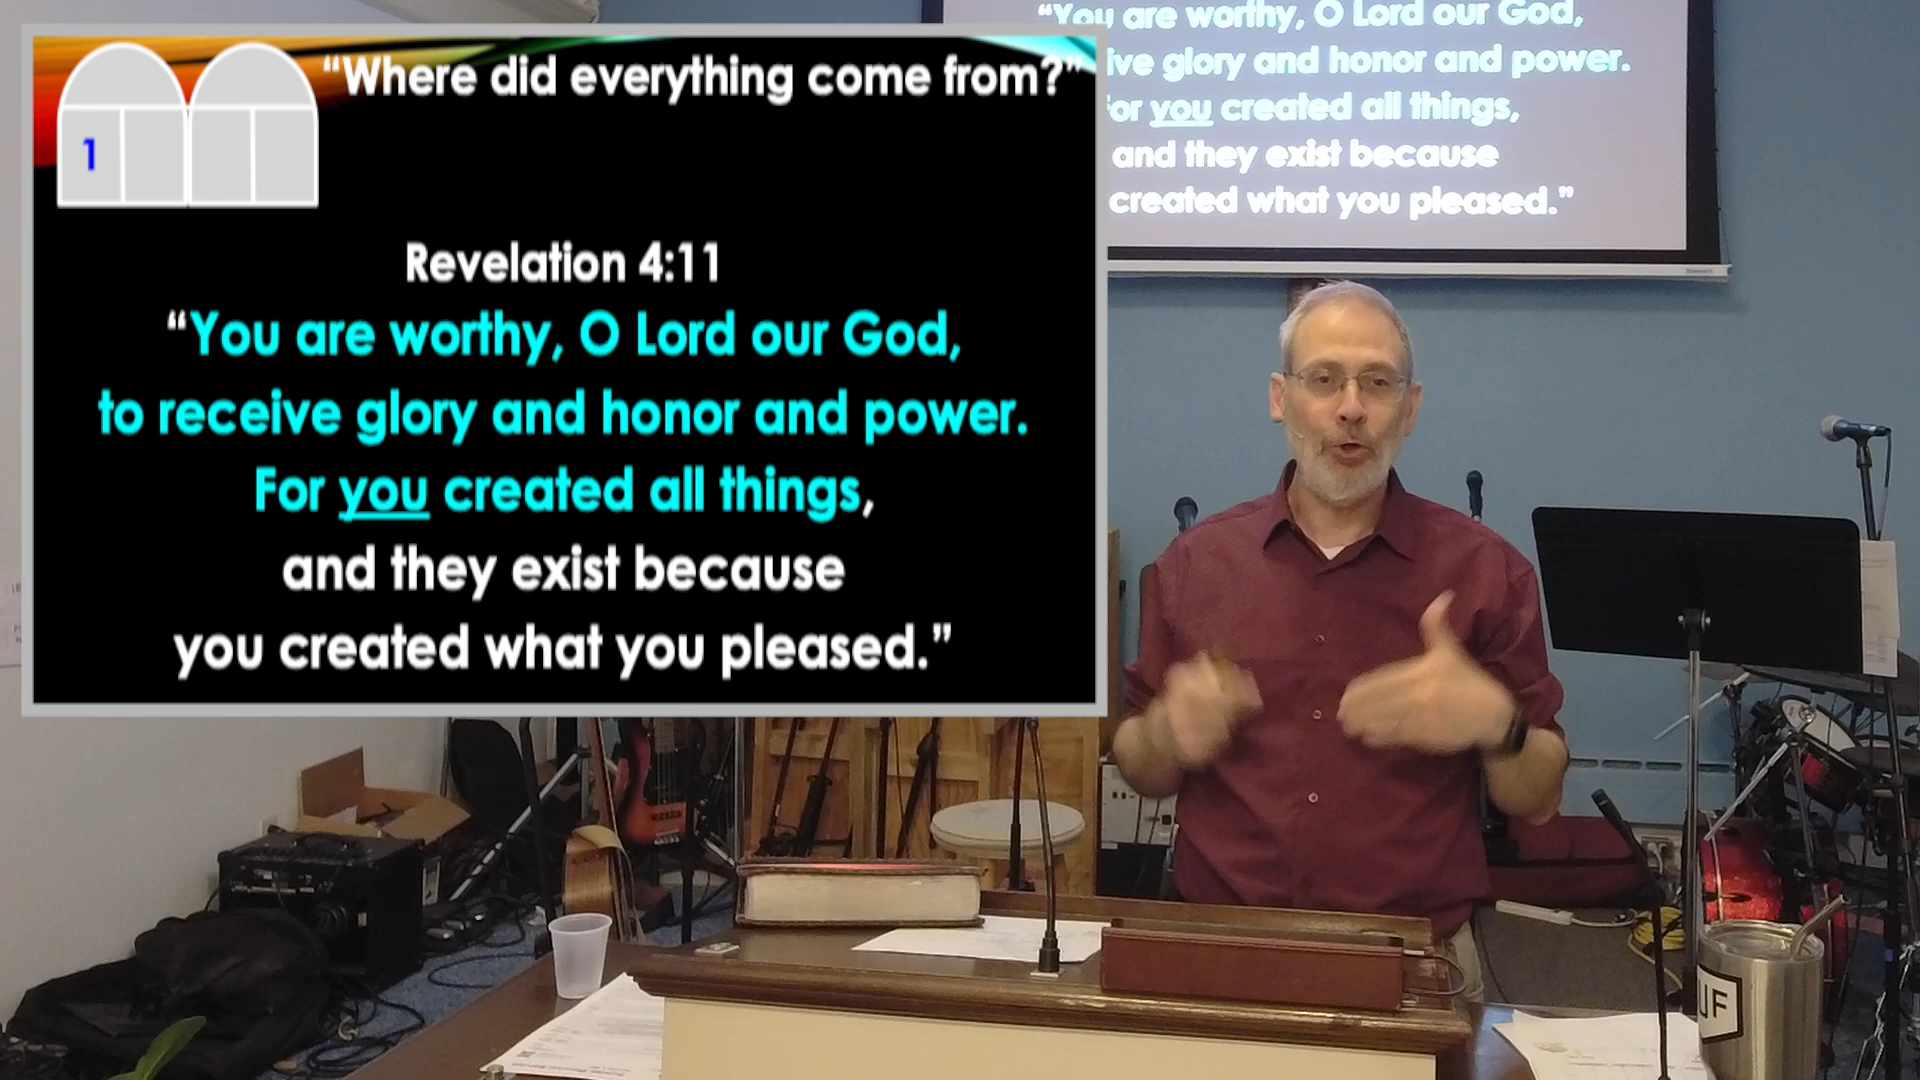 “Where did everything come from?”
1
Revelation 4:11
“You are worthy, O Lord our God,
to receive glory and honor and power.
For you created all things,
and they exist because
you created what you pleased.”
“You are worthy, O Lord our God,
ive glory and honor and power.
or you created all things,
and they exist because
created what you pleased.”
UF